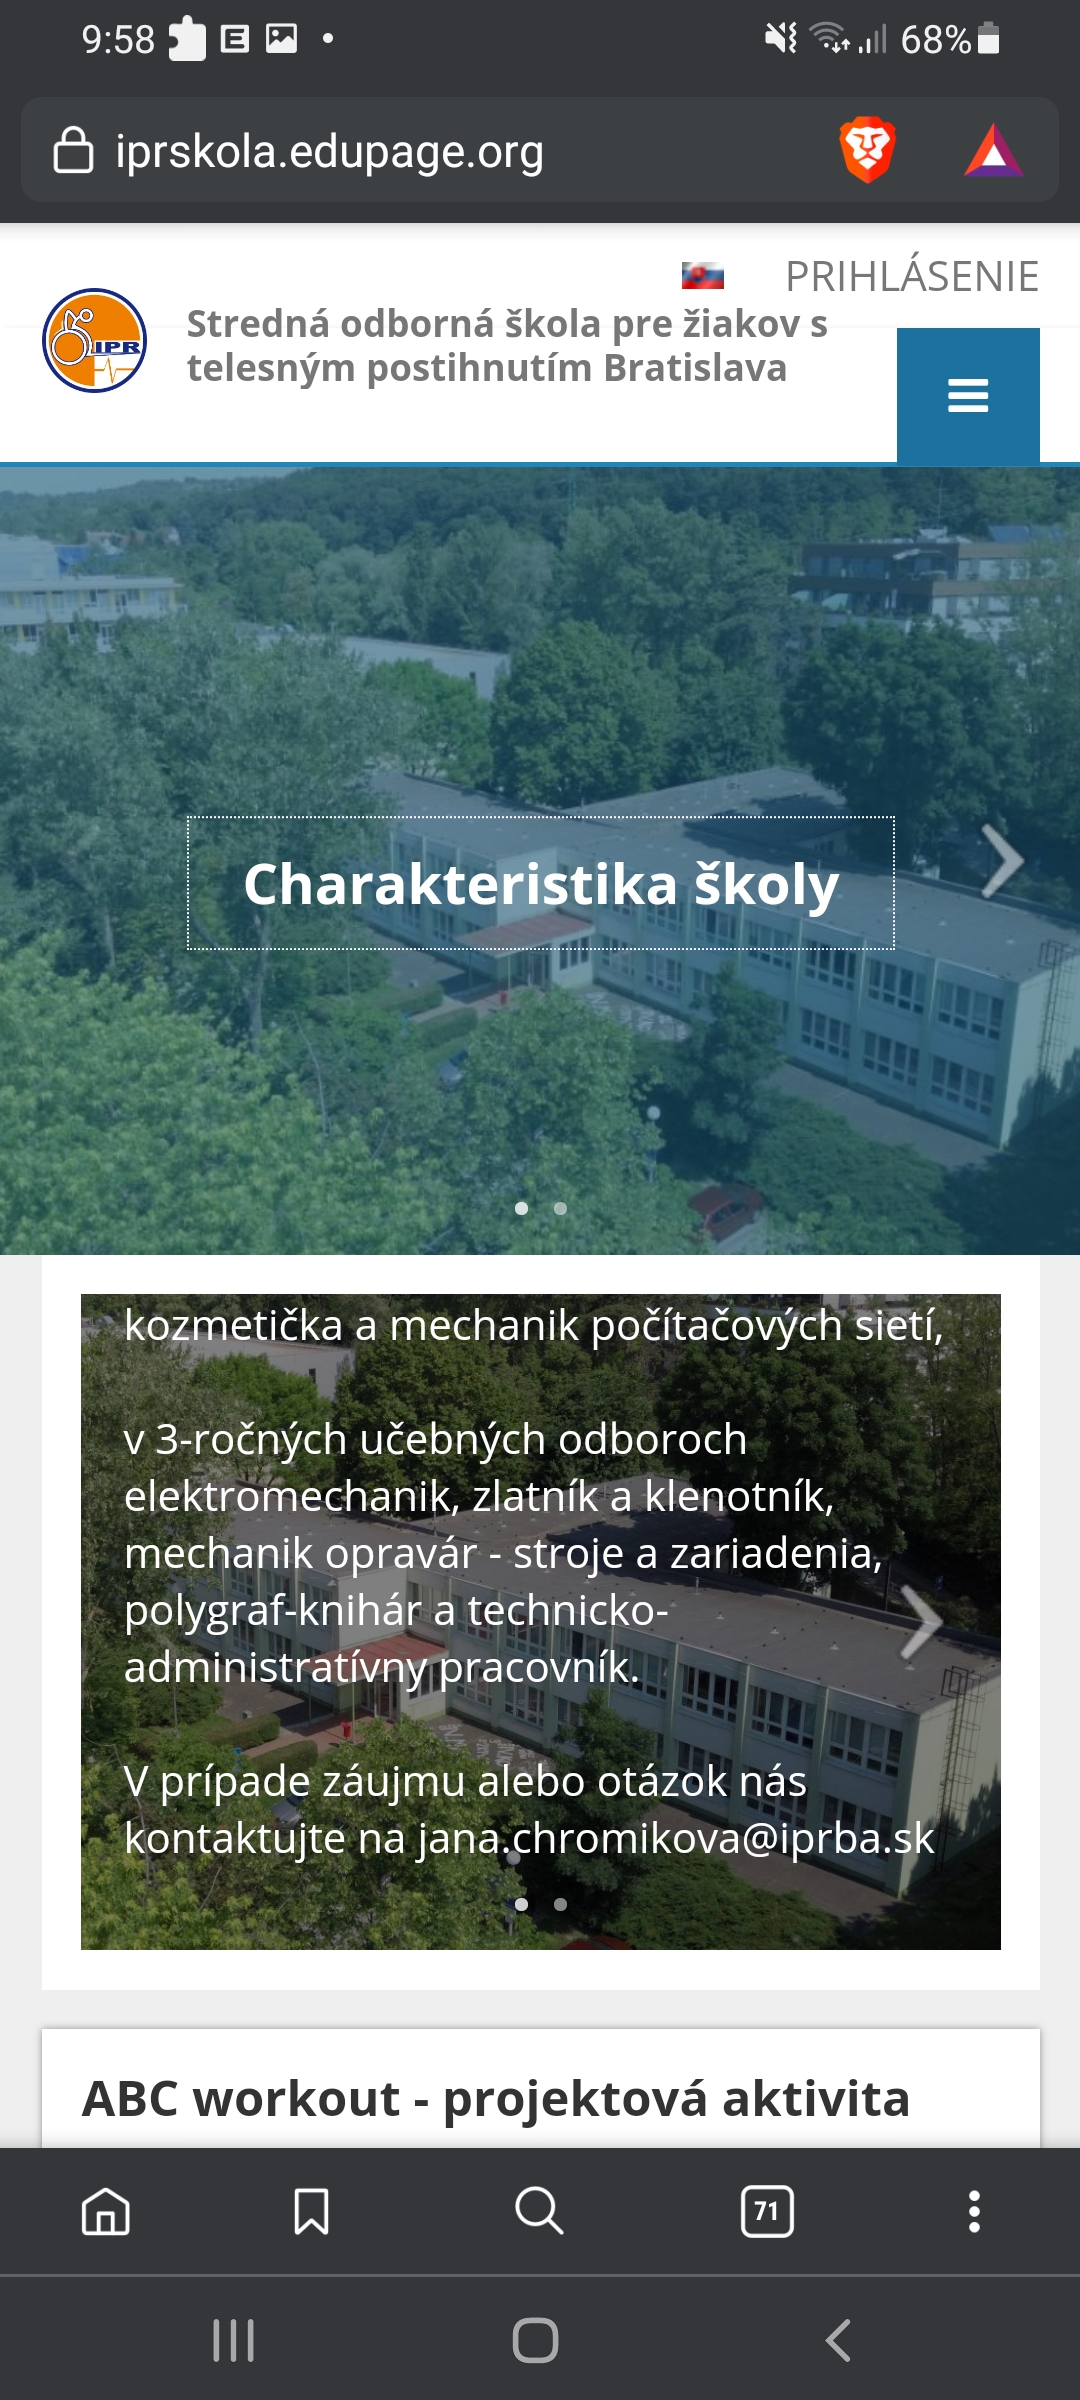 9:58
68%
iprskola.edupage.org
PRIHLÁSENIE
IPR
Stredná odborná škola pre žiakov s
telesným postihnutím Bratislava
Charakteristika školy
kozmetička a mechanik počítačových sietí,
v 3-ročných učebných odboroch
elektromechanik, zlatník a klenotník,
mechanik opravár - stroje a zariadenia,
polygraf-knihár a technicko-
administratívny pracovník.
V prípade záujmu alebo otázok nás
kontaktujte na jana.chromikova@iprba.sk
ABC workout - projektová aktivita
71